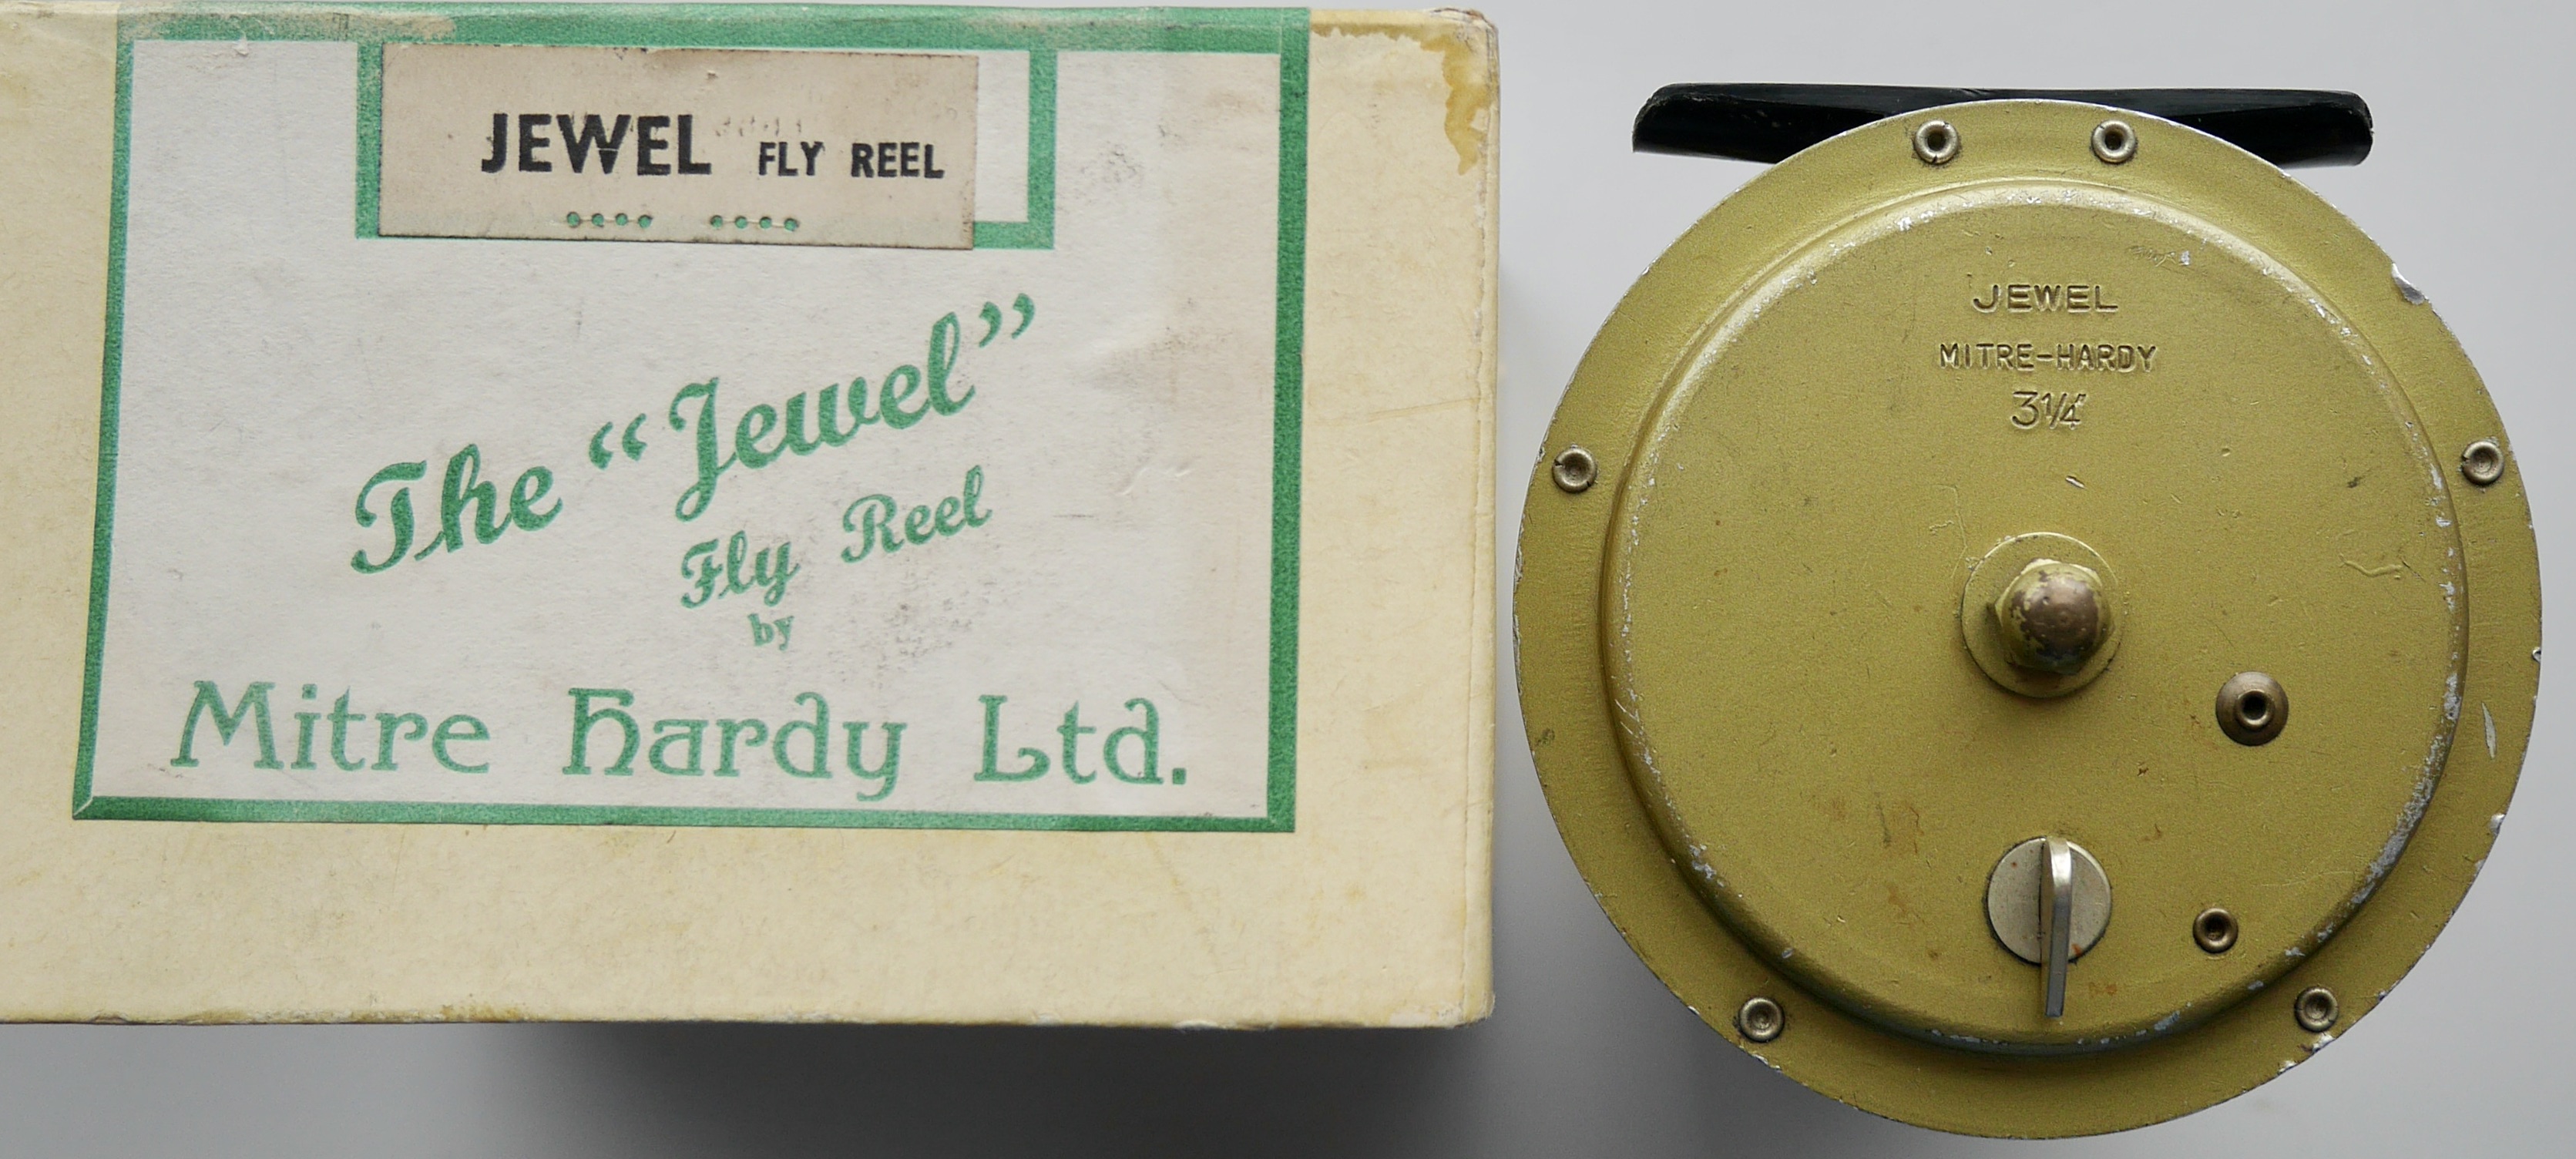 JEWEL FLY REEL
The “Jewel”
Fly Reel
by
Mitre Hardy Ltd.
JEWEL
MITRE-HARDY
3¼"